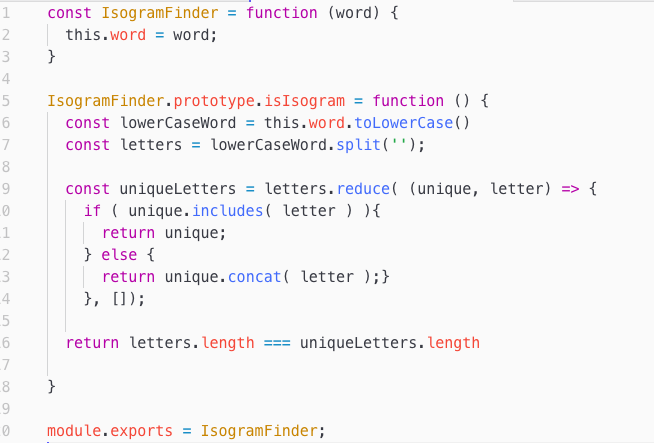 1 const IsogramFinder = function (word) {
2   this.word = word;
3 }
4
5 IsogramFinder.prototype.isIsogram = function () {
6   const lowerCaseWord = this.word.toLowerCase()
7   const letters = lowerCaseWord.split('');
8
9   const uniqueLetters = letters.reduce( (unique, letter) => {
0     if ( unique.includes( letter ) ){
1       return unique;
2     } else {
3       return unique.concat( letter );}
4     }, []);
5
6   return letters.length === uniqueLetters.length
7
8 }
9
0 module.exports = IsogramFinder;